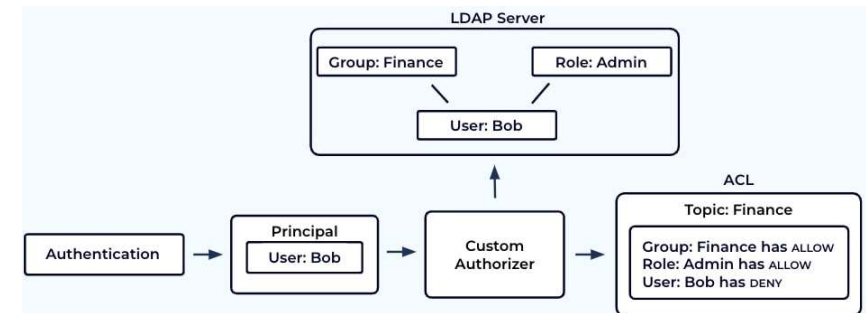 LDAP Server
Group: Finance
Role: Admin
User: Bob
ACL
Topic: Finance
Authentication
Principal
User: Bob
Custom
Authorizer
Group: Finance has ALLOW
Role: Admin has ALLOW
User: Bob has DENY